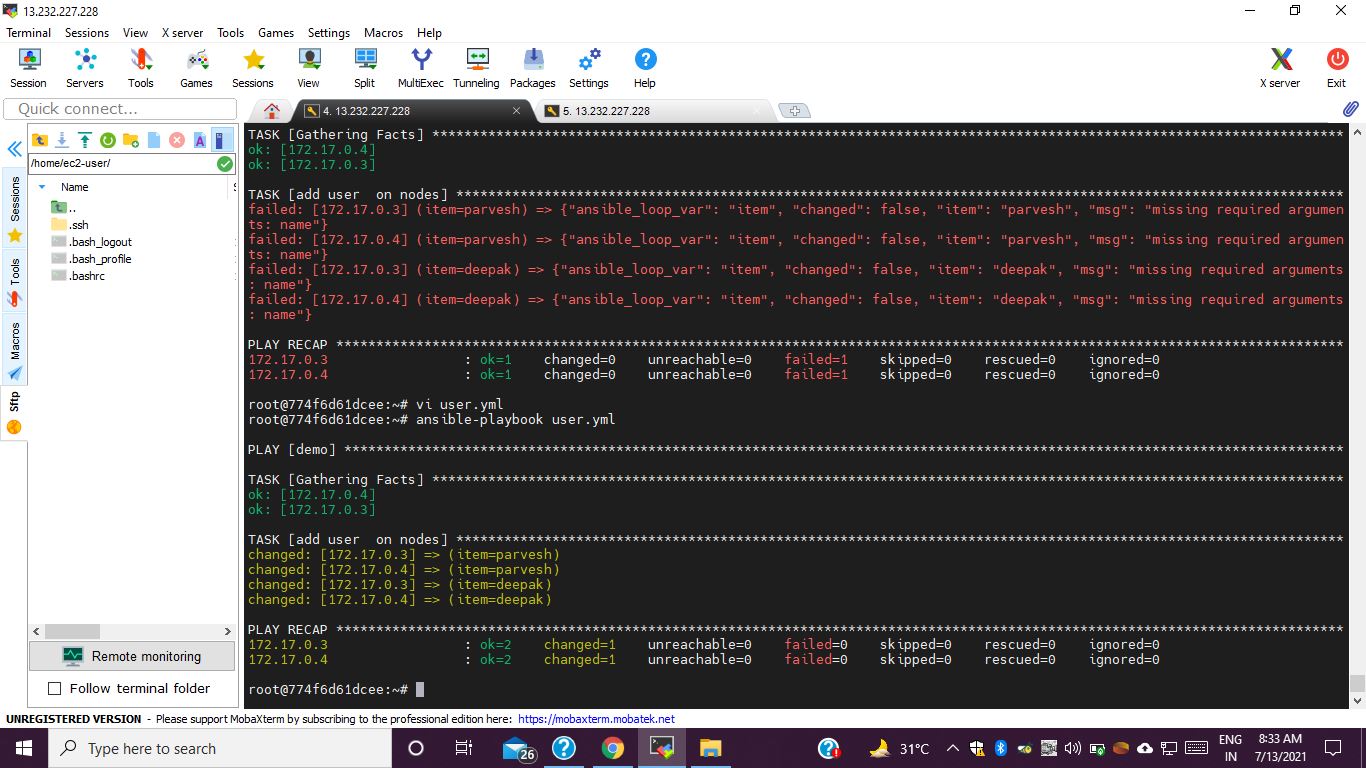 13.232.227.228
Terminal Sessions View X server Tools Games Settings Macros Help
Session Servers Tools Games Sessions View Split MultiExec Tunneling Packages Settings Help X server Exit
Quick connect...
4. 13.232.227.228
5. 13.232.227.228
/home/ec2-user/
Name
..
.ssh
.bash_logout
.bash_profile
.bashrc
Sessions
Tools
Macros
Sftp
Remote monitoring
Follow terminal folder
TASK [Gathering Facts] ******************************************************************************************************************
ok: [172.17.0.4]
ok: [172.17.0.3]
TASK [add user  on nodes] ***************************************************************************************************************
failed: [172.17.0.3] (item=parvesh) => {"ansible_loop_var": "item", "changed": false, "item": "parvesh", "msg": "missing required argumen
ts: name"}
failed: [172.17.0.4] (item=parvesh) => {"ansible_loop_var": "item", "changed": false, "item": "parvesh", "msg": "missing required argumen
ts: name"}
failed: [172.17.0.3] (item=deepak) => {"ansible_loop_var": "item", "changed": false, "item": "deepak", "msg": "missing required arguments
: name"}
failed: [172.17.0.4] (item=deepak) => {"ansible_loop_var": "item", "changed": false, "item": "deepak", "msg": "missing required arguments
: name"}
PLAY RECAP ******************************************************************************************************************************
172.17.0.3                 : ok=1    changed=0    unreachable=0    failed=1    skipped=0    rescued=0    ignored=0
172.17.0.4                 : ok=1    changed=0    unreachable=0    failed=1    skipped=0    rescued=0    ignored=0
root@774f6d61dcee:~# vi user.yml
root@774f6d61dcee:~# ansible-playbook user.yml
PLAY [demo] *****************************************************************************************************************************
TASK [Gathering Facts] ******************************************************************************************************************
ok: [172.17.0.4]
ok: [172.17.0.3]
TASK [add user  on nodes] ***************************************************************************************************************
changed: [172.17.0.3] => (item=parvesh)
changed: [172.17.0.4] => (item=parvesh)
changed: [172.17.0.3] => (item=deepak)
changed: [172.17.0.4] => (item=deepak)
PLAY RECAP ******************************************************************************************************************************
172.17.0.3                 : ok=2    changed=1    unreachable=0    failed=0    skipped=0    rescued=0    ignored=0
172.17.0.4                 : ok=2    changed=1    unreachable=0    failed=0    skipped=0    rescued=0    ignored=0
root@774f6d61dcee:~#
UNREGISTERED VERSION - Please support MobaXterm by subscribing to the professional edition here: https://mobaxterm.mobatek.net
Type here to search
26
31°C
ENG
IN
8:33 AM
7/13/2021